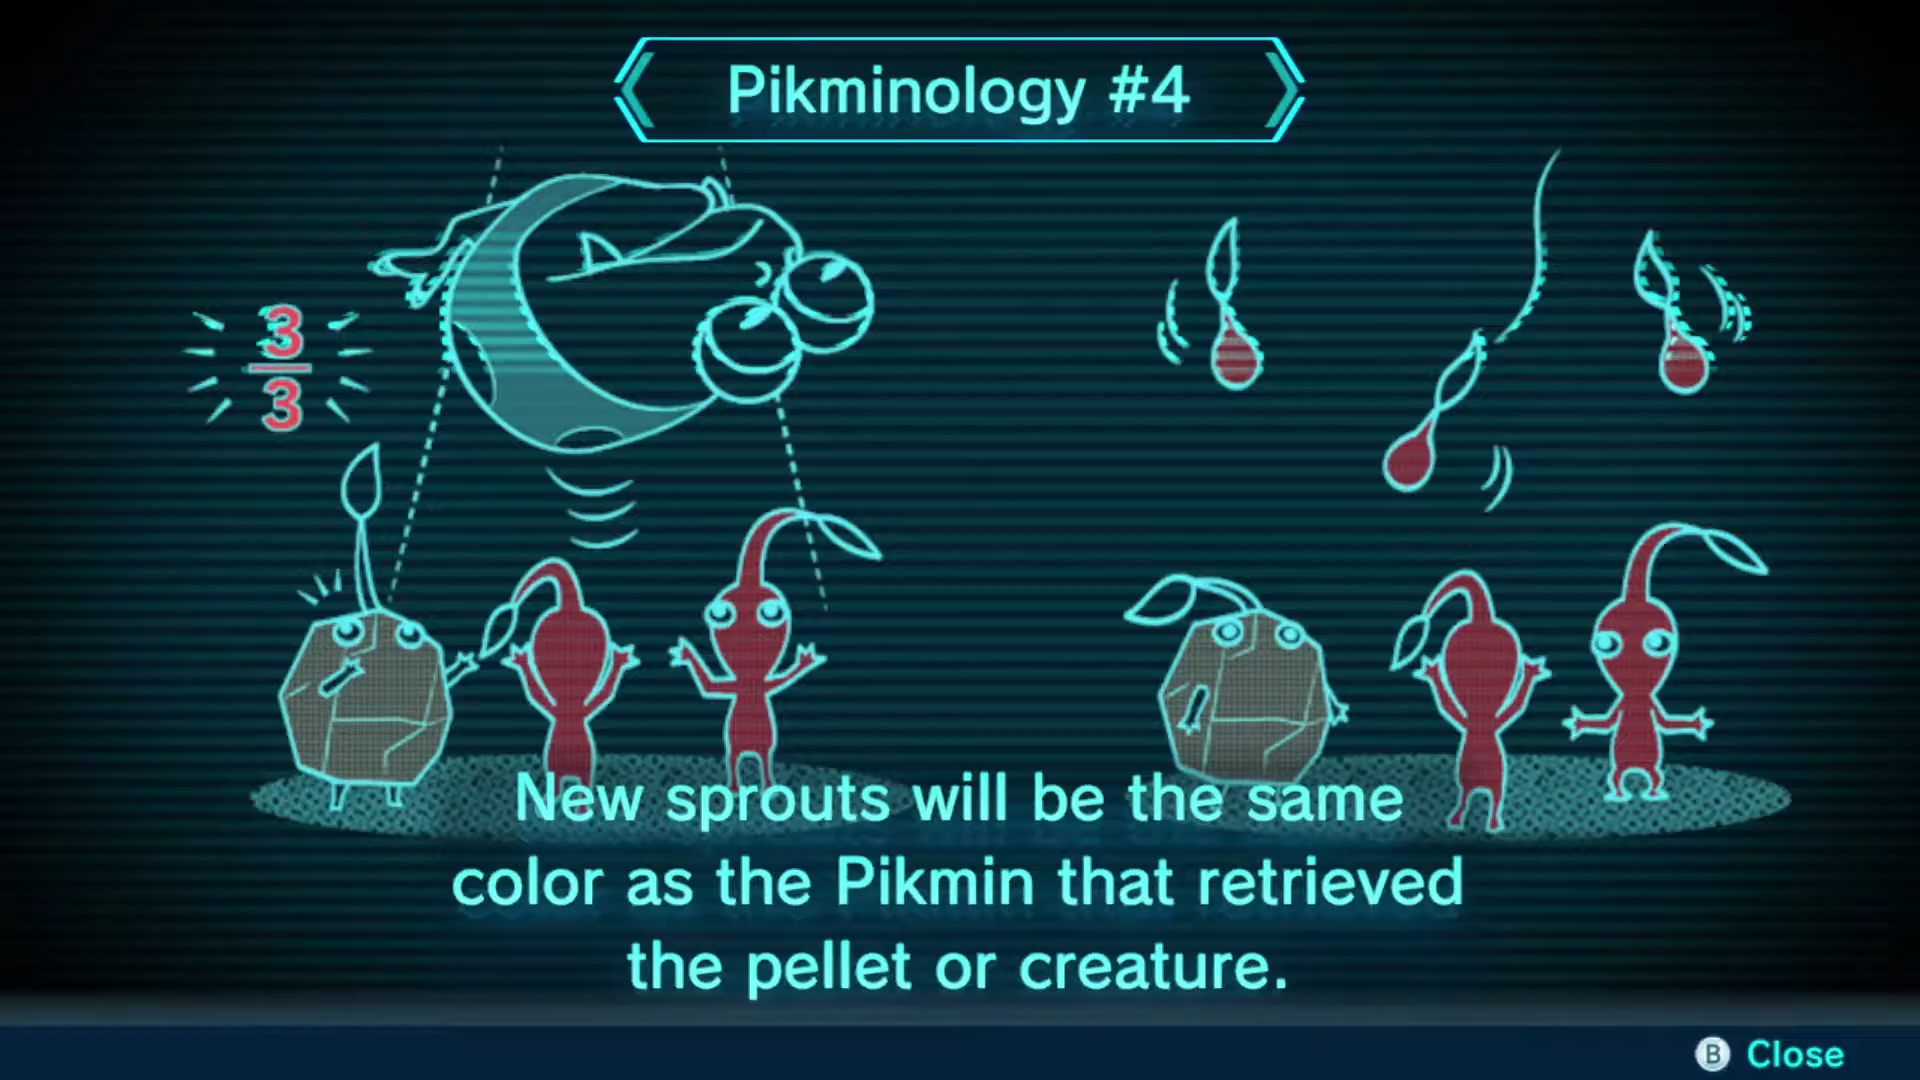 Pikminology #4
3
3
New sprouts will be the same
color as the Pikmin that retrieved
the pellet or creature.
B Close